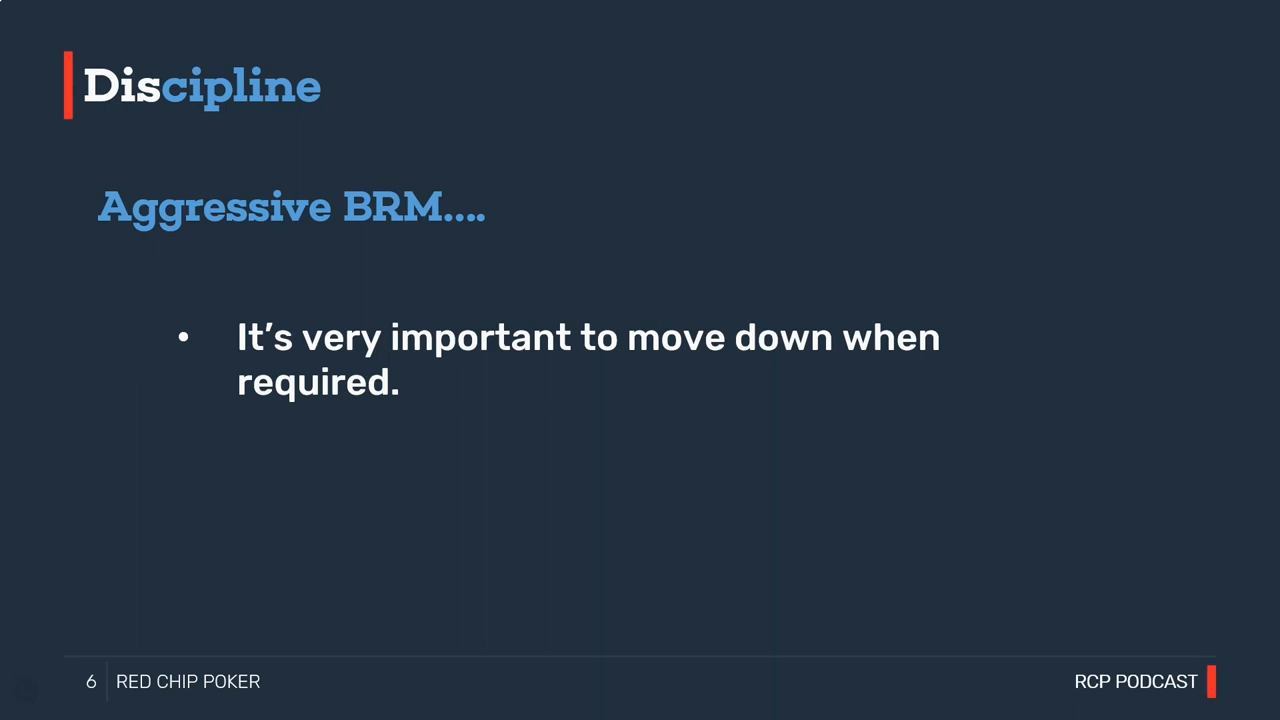 Discipline
Aggressive BRM....
• It’s very important to move down when
required.
6 RED CHIP POKER
RCP PODCAST